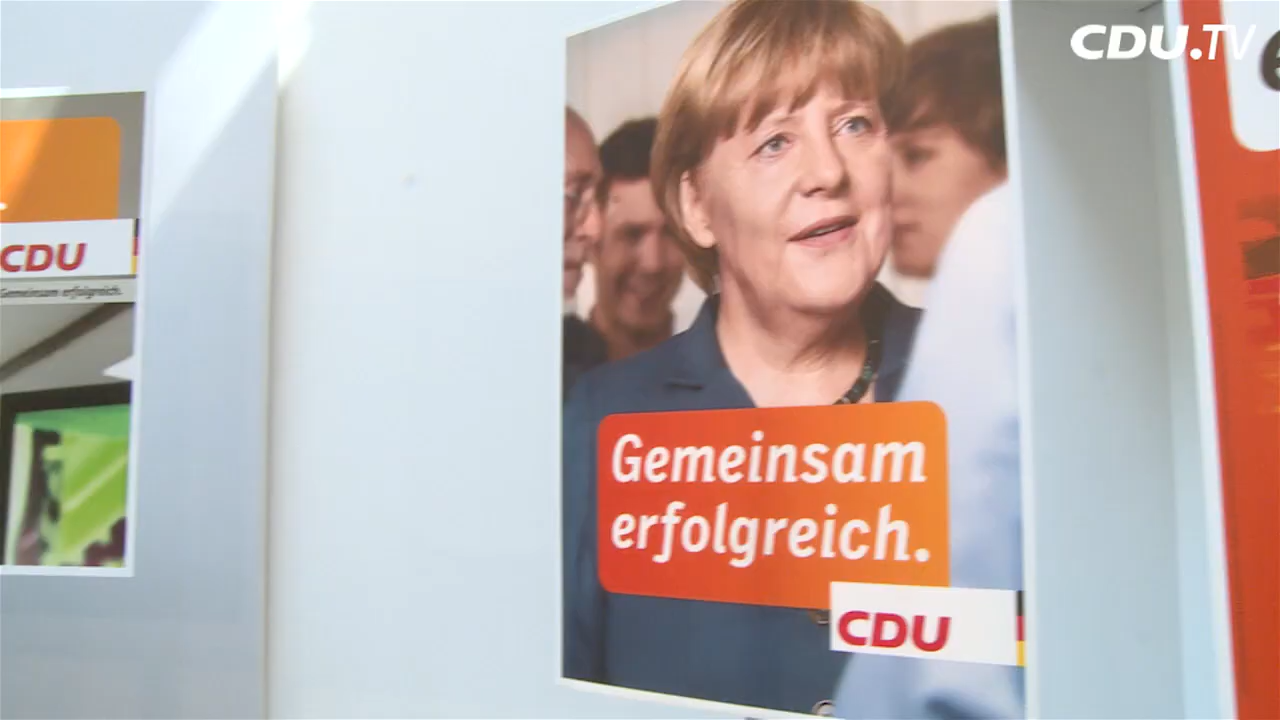 CDU.TV
CDU
Gemeinsam erfolgreich.
Gemeinsam
erfolgreich.
CDU